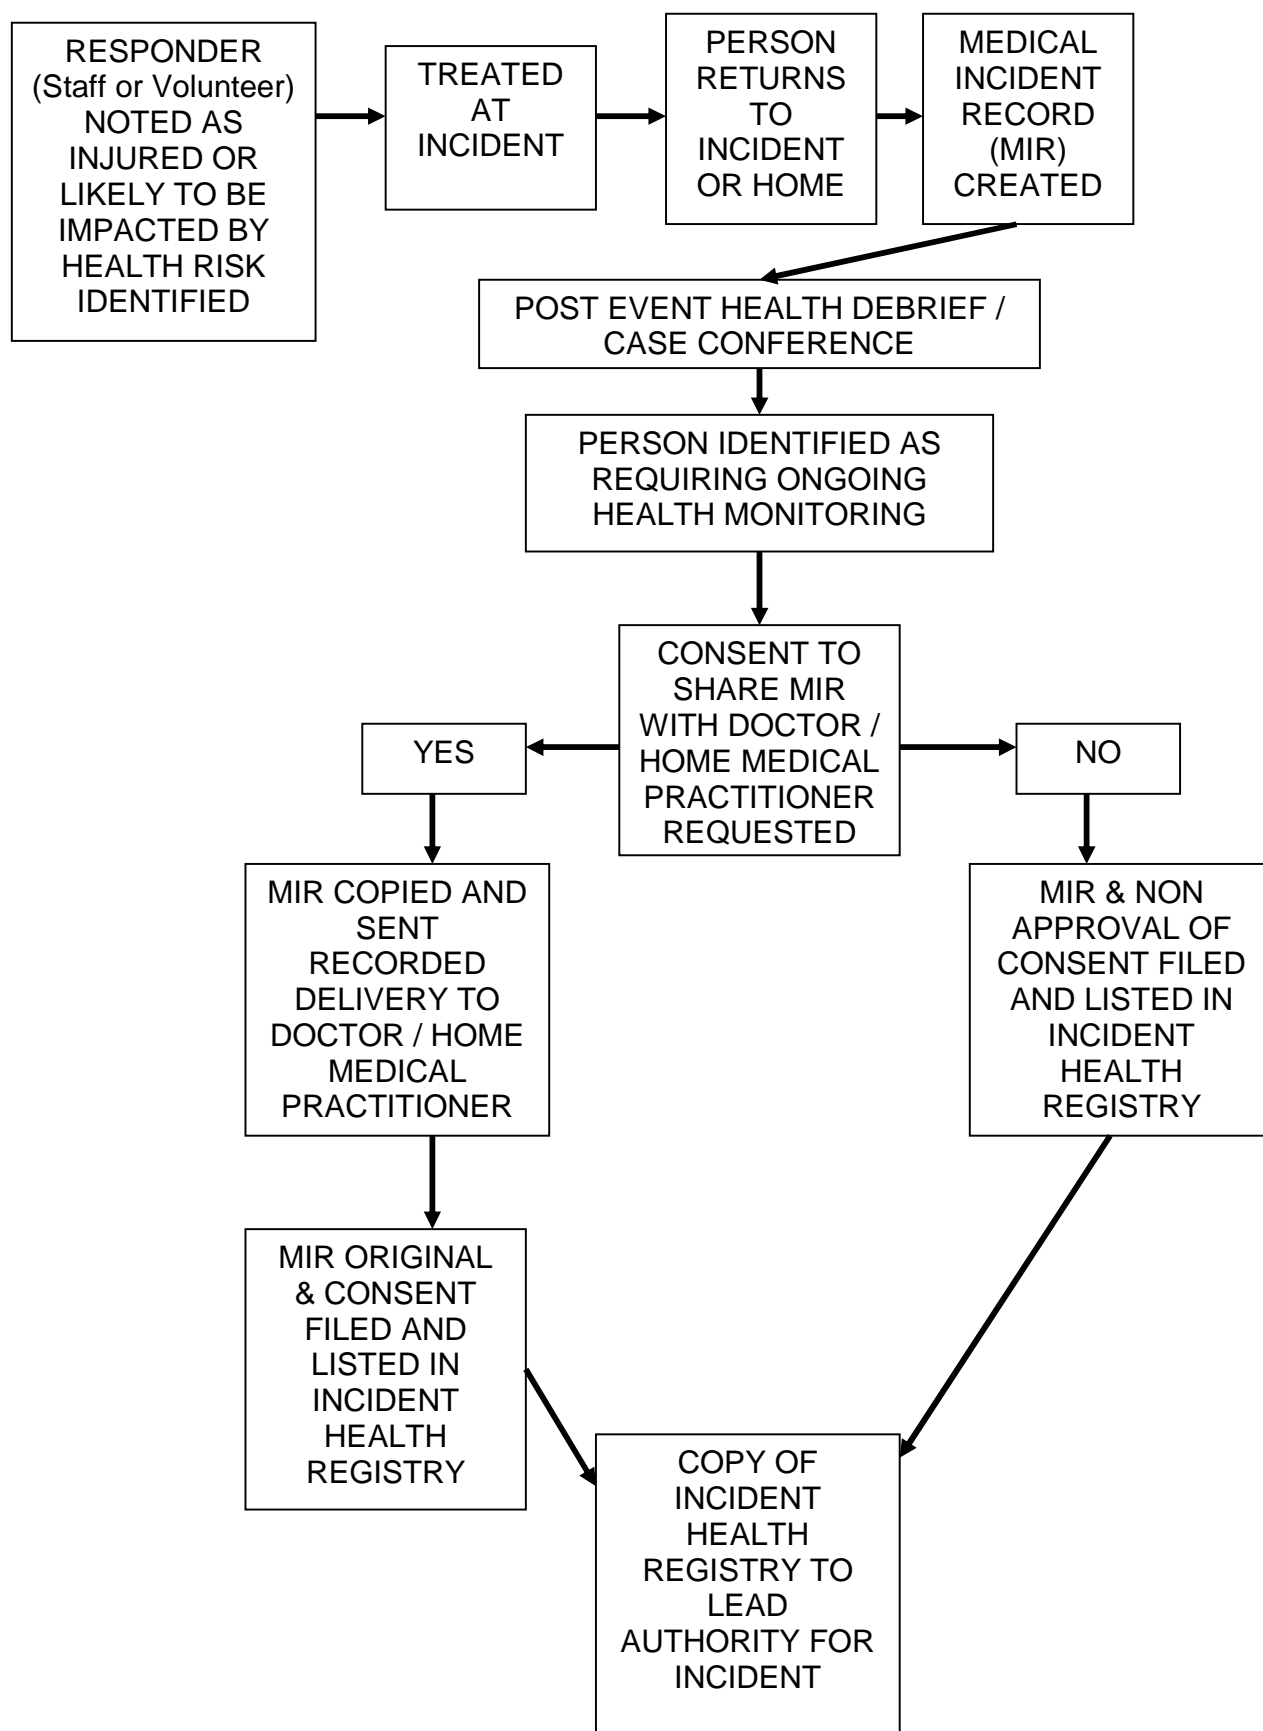 RESPONDER
(Staff or Volunteer)
NOTED AS
INJURED OR
LIKELY TO BE
IMPACTED BY
HEALTH RISK
IDENTIFIED
TREATED
AT
INCIDENT
PERSON
RETURNS
TO
INCIDENT
OR HOME
MEDICAL
INCIDENT
RECORD
(MIR)
CREATED
POST EVENT HEALTH DEBRIEF /
CASE CONFERENCE
PERSON IDENTIFIED AS
REQUIRING ONGOING
HEALTH MONITORING
CONSENT TO
SHARE MIR
WITH DOCTOR /
HOME MEDICAL
PRACTITIONER
REQUESTED
YES
NO
MIR COPIED AND
SENT
RECORDED
DELIVERY TO
DOCTOR / HOME
MEDICAL
PRACTITIONER
MIR & NON
APPROVAL OF
CONSENT FILED
AND LISTED IN
INCIDENT
HEALTH
REGISTRY
MIR ORIGINAL
& CONSENT
FILED AND
LISTED IN
INCIDENT
HEALTH
REGISTRY
COPY OF
INCIDENT
HEALTH
REGISTRY TO
LEAD
AUTHORITY FOR
INCIDENT